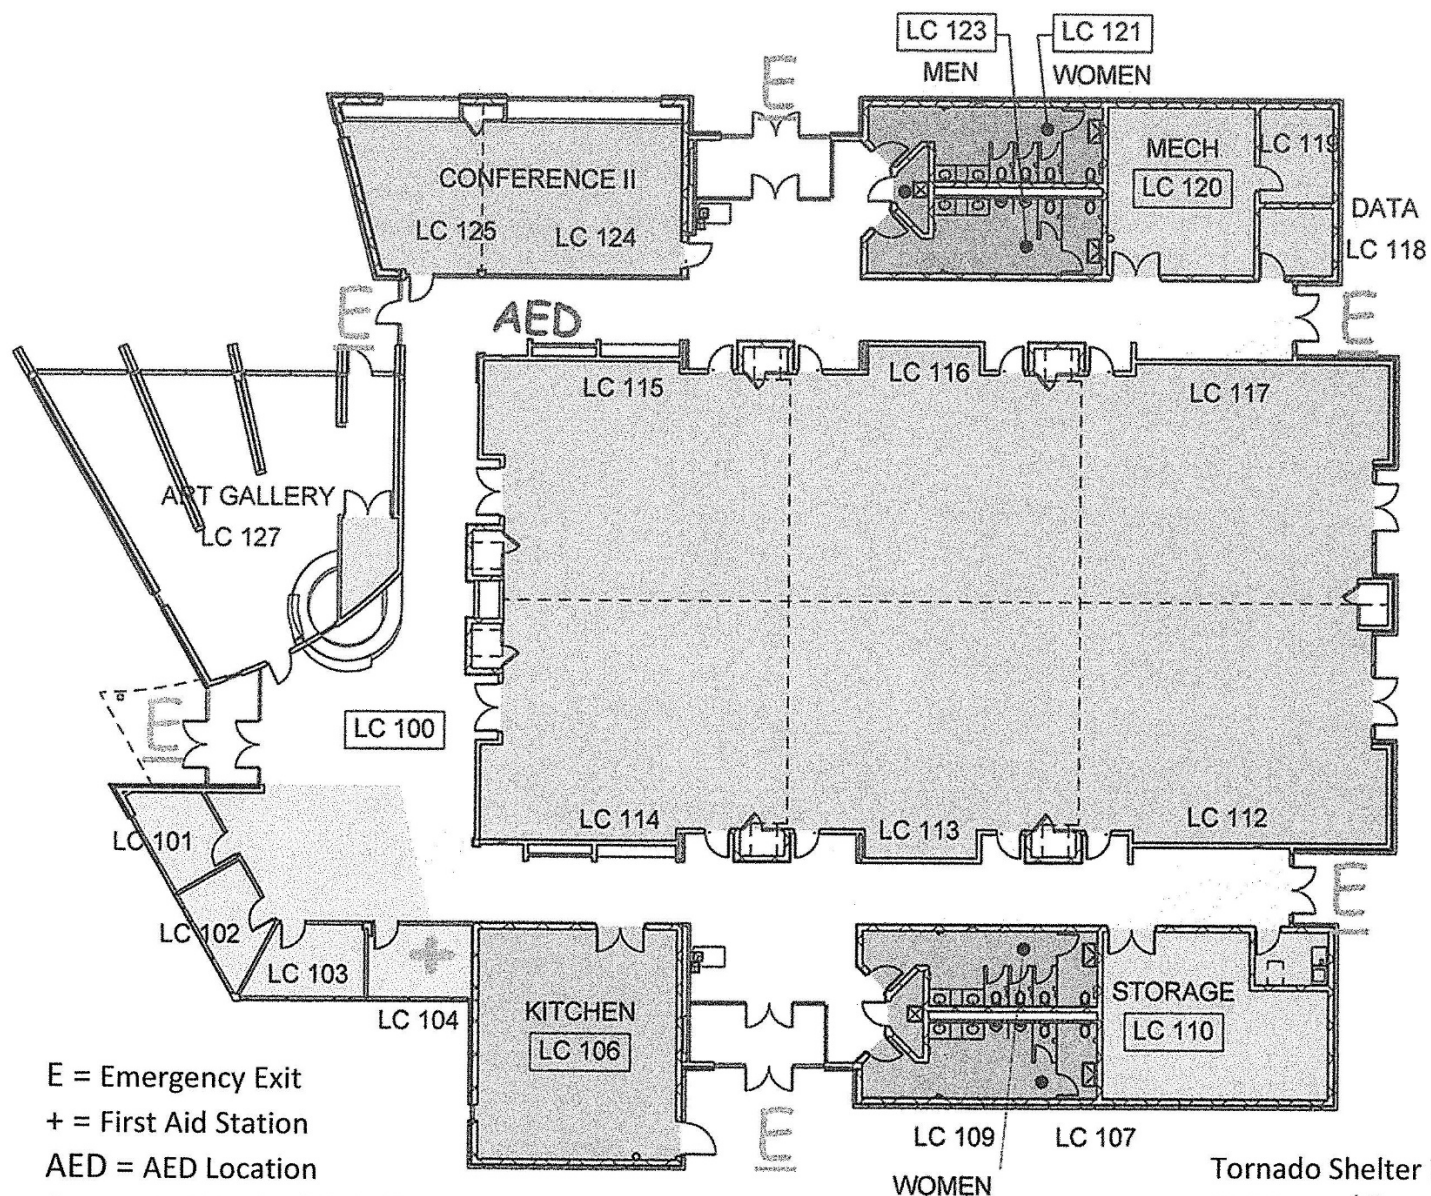 LC 123
LC 121
MEN
WOMEN
E
MECH
LC 119
CONFERENCE II
LC 120
DATA
LC 125
LC 124
LC 118
E
AED
E
LC 115
LC 116
LC 117
ART GALLERY
LC 127
E
LC 100
LC 114
LC 113
LC 112
LC 101
E
LC 102
LC 103
+
STORAGE
KITCHEN
LC 104
LC 110
LC 106
E = Emergency Exit
+ = First Aid Station
E
LC 109
LC 107
AED = AED Location
Tornado Shelter
WOMEN